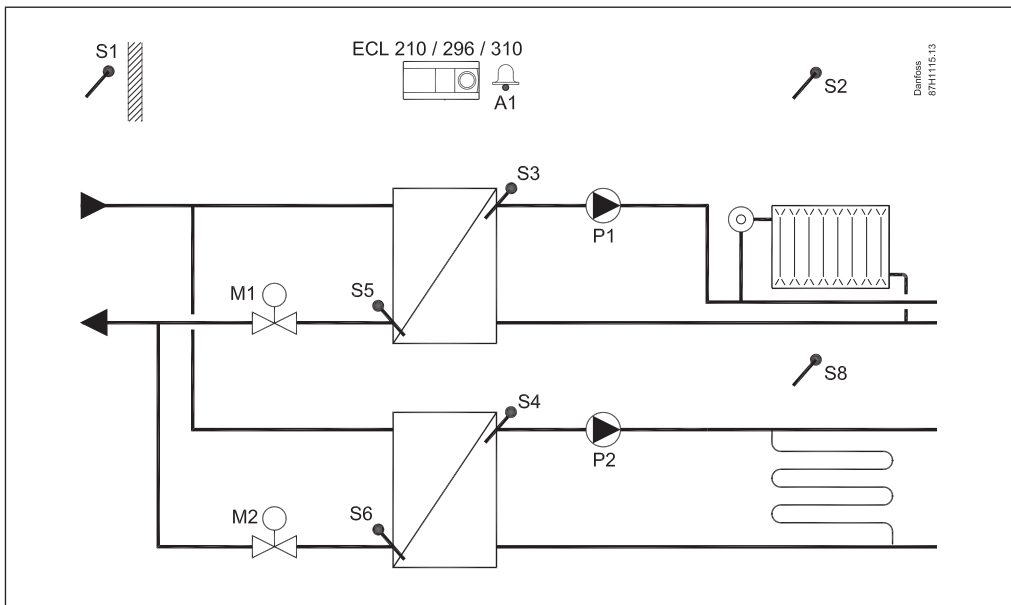 S1
ECL 210 / 296 / 310
A1
S2
Danfoss
87H1115.13
S3
P1
M1
S5
S8
S4
P2
M2
S6